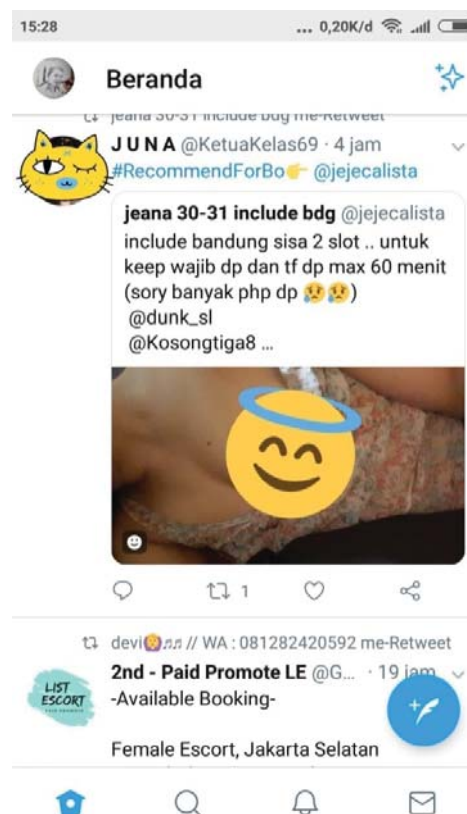 15:28
... 0,20K/d
Beranda
jeana 30-31 include bdg me-Retweet
J U N A @KetuaKelas69 · 4 jam
#RecommendForBo👉 @jejecalista
jeana 30-31 include bdg @jejecalista
include bandung sisa 2 slot .. untuk
keep wajib dp dan tf dp max 60 menit
(sory banyak php dp 😢😢)
@dunk_sl
@Kosongtiga8 ...
1
devi🙆♫♫ // WA : 081282420592 me-Retweet
2nd - Paid Promote LE @G... · 19 jam
LIST
ESCORT
-Available Booking-
Female Escort, Jakarta Selatan